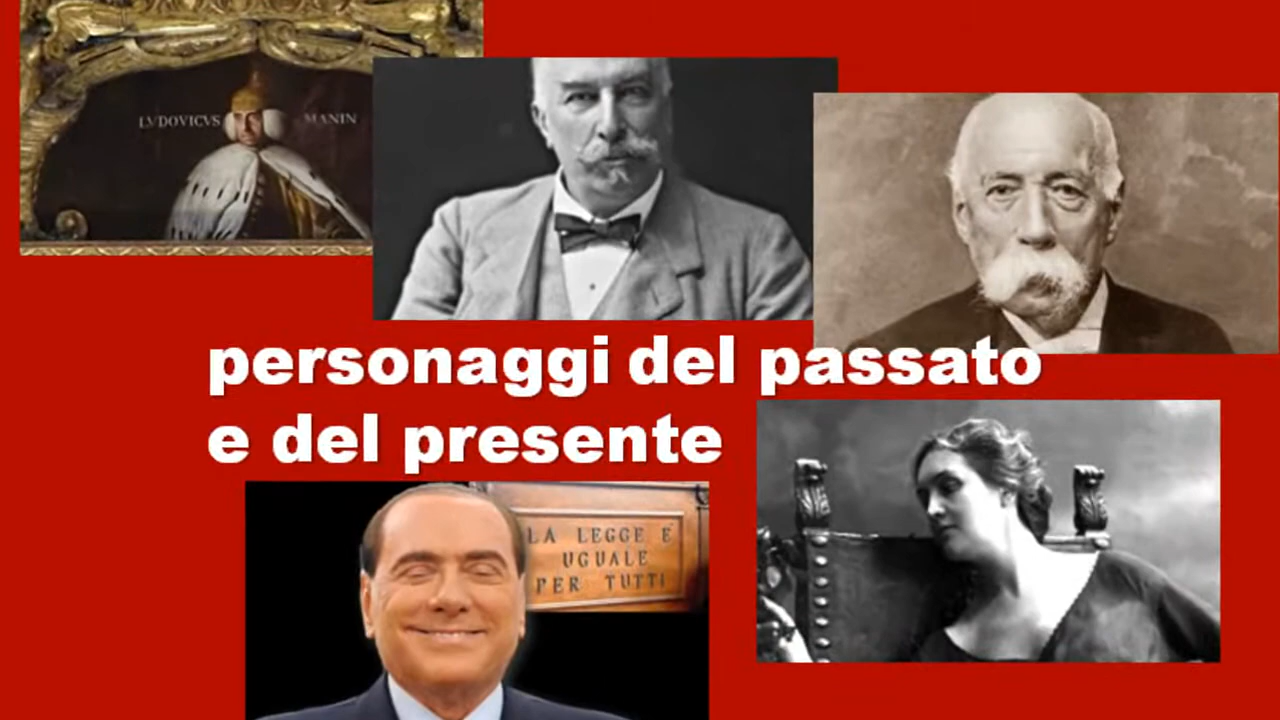 LVDOVICVS MANIN
personaggi del passato
e del presente
LA LEGGE È
UGUALE
PER TUTTI